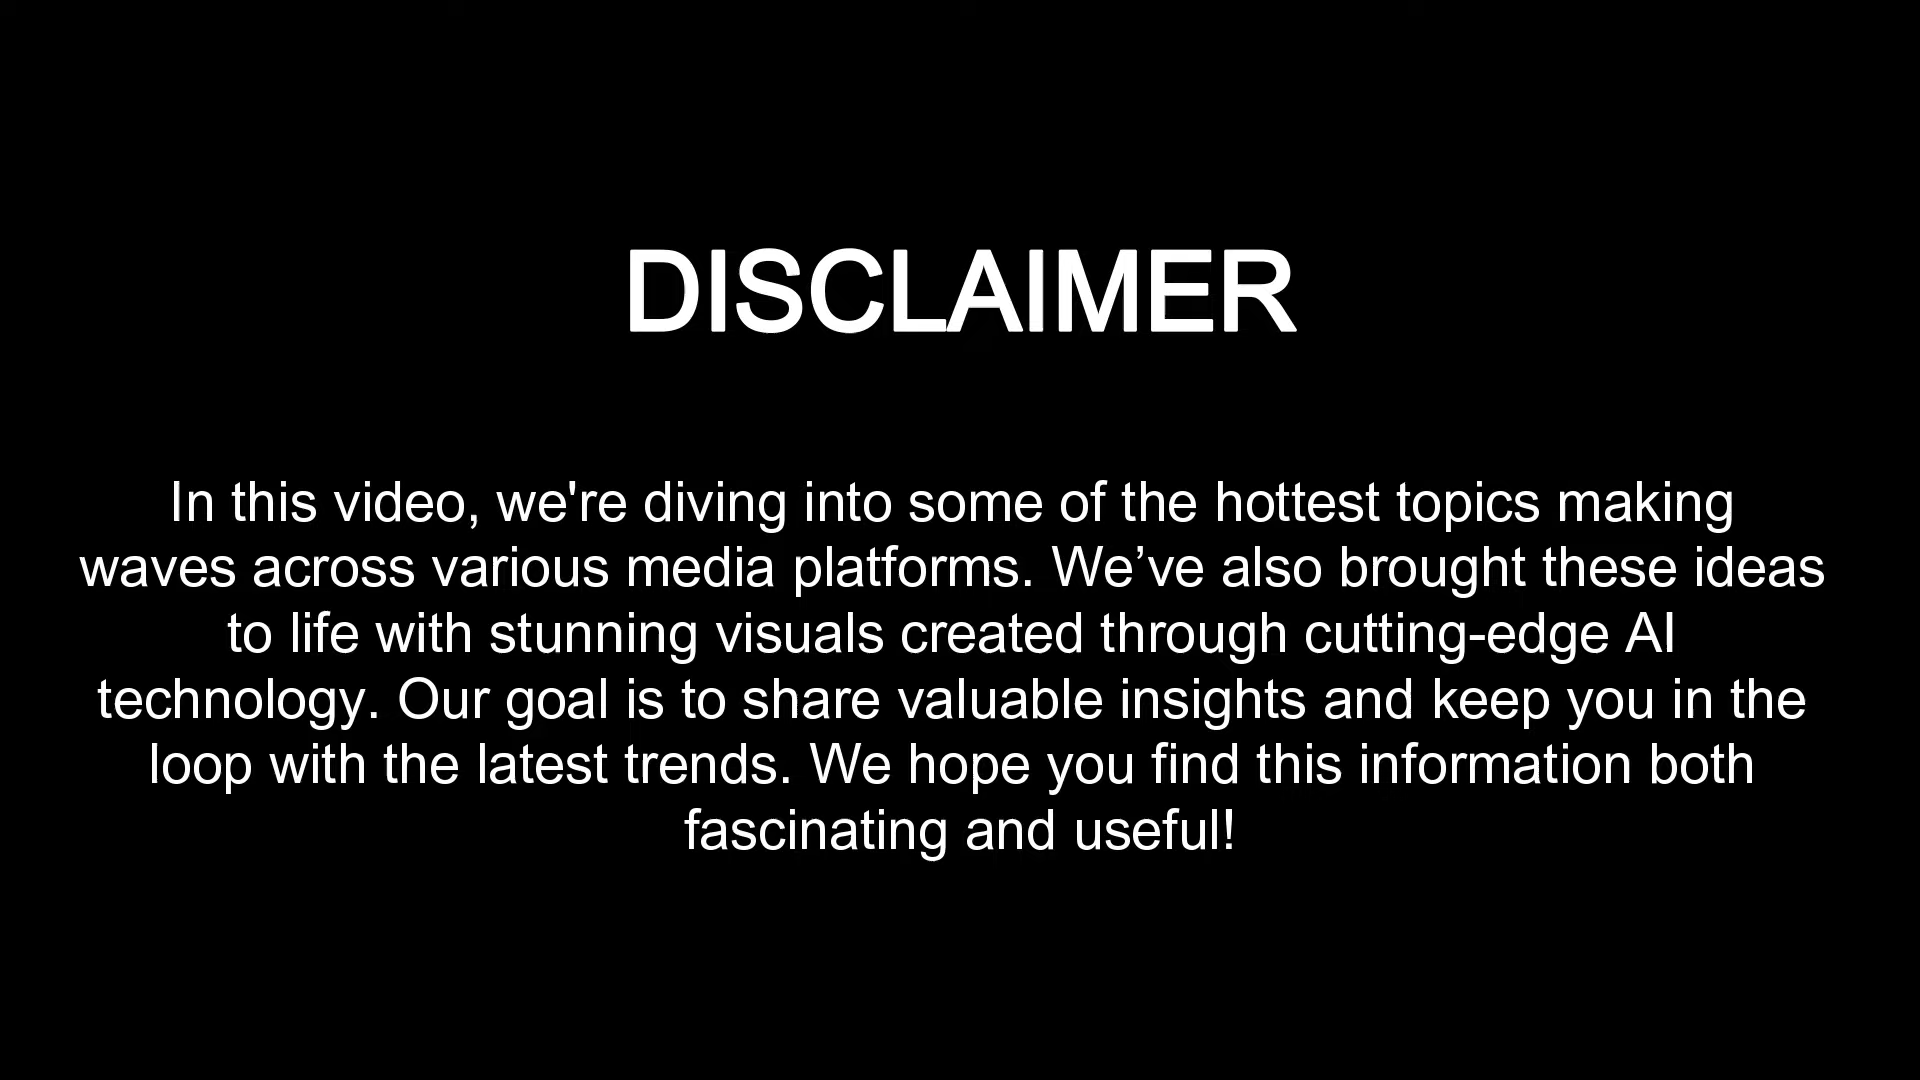 DISCLAIMER
In this video, we're diving into some of the hottest topics making
waves across various media platforms. We’ve also brought these ideas
to life with stunning visuals created through cutting-edge AI
technology. Our goal is to share valuable insights and keep you in the
loop with the latest trends. We hope you find this information both
fascinating and useful!